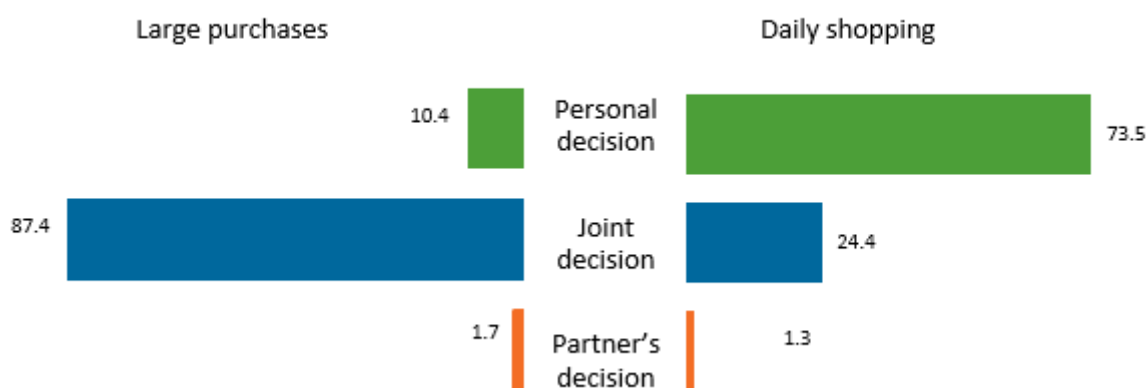 Large purchases
Daily shopping
10.4
Personal
decision
73.5
87.4
Joint
decision
24.4
1.7
Partner’s
decision
1.3